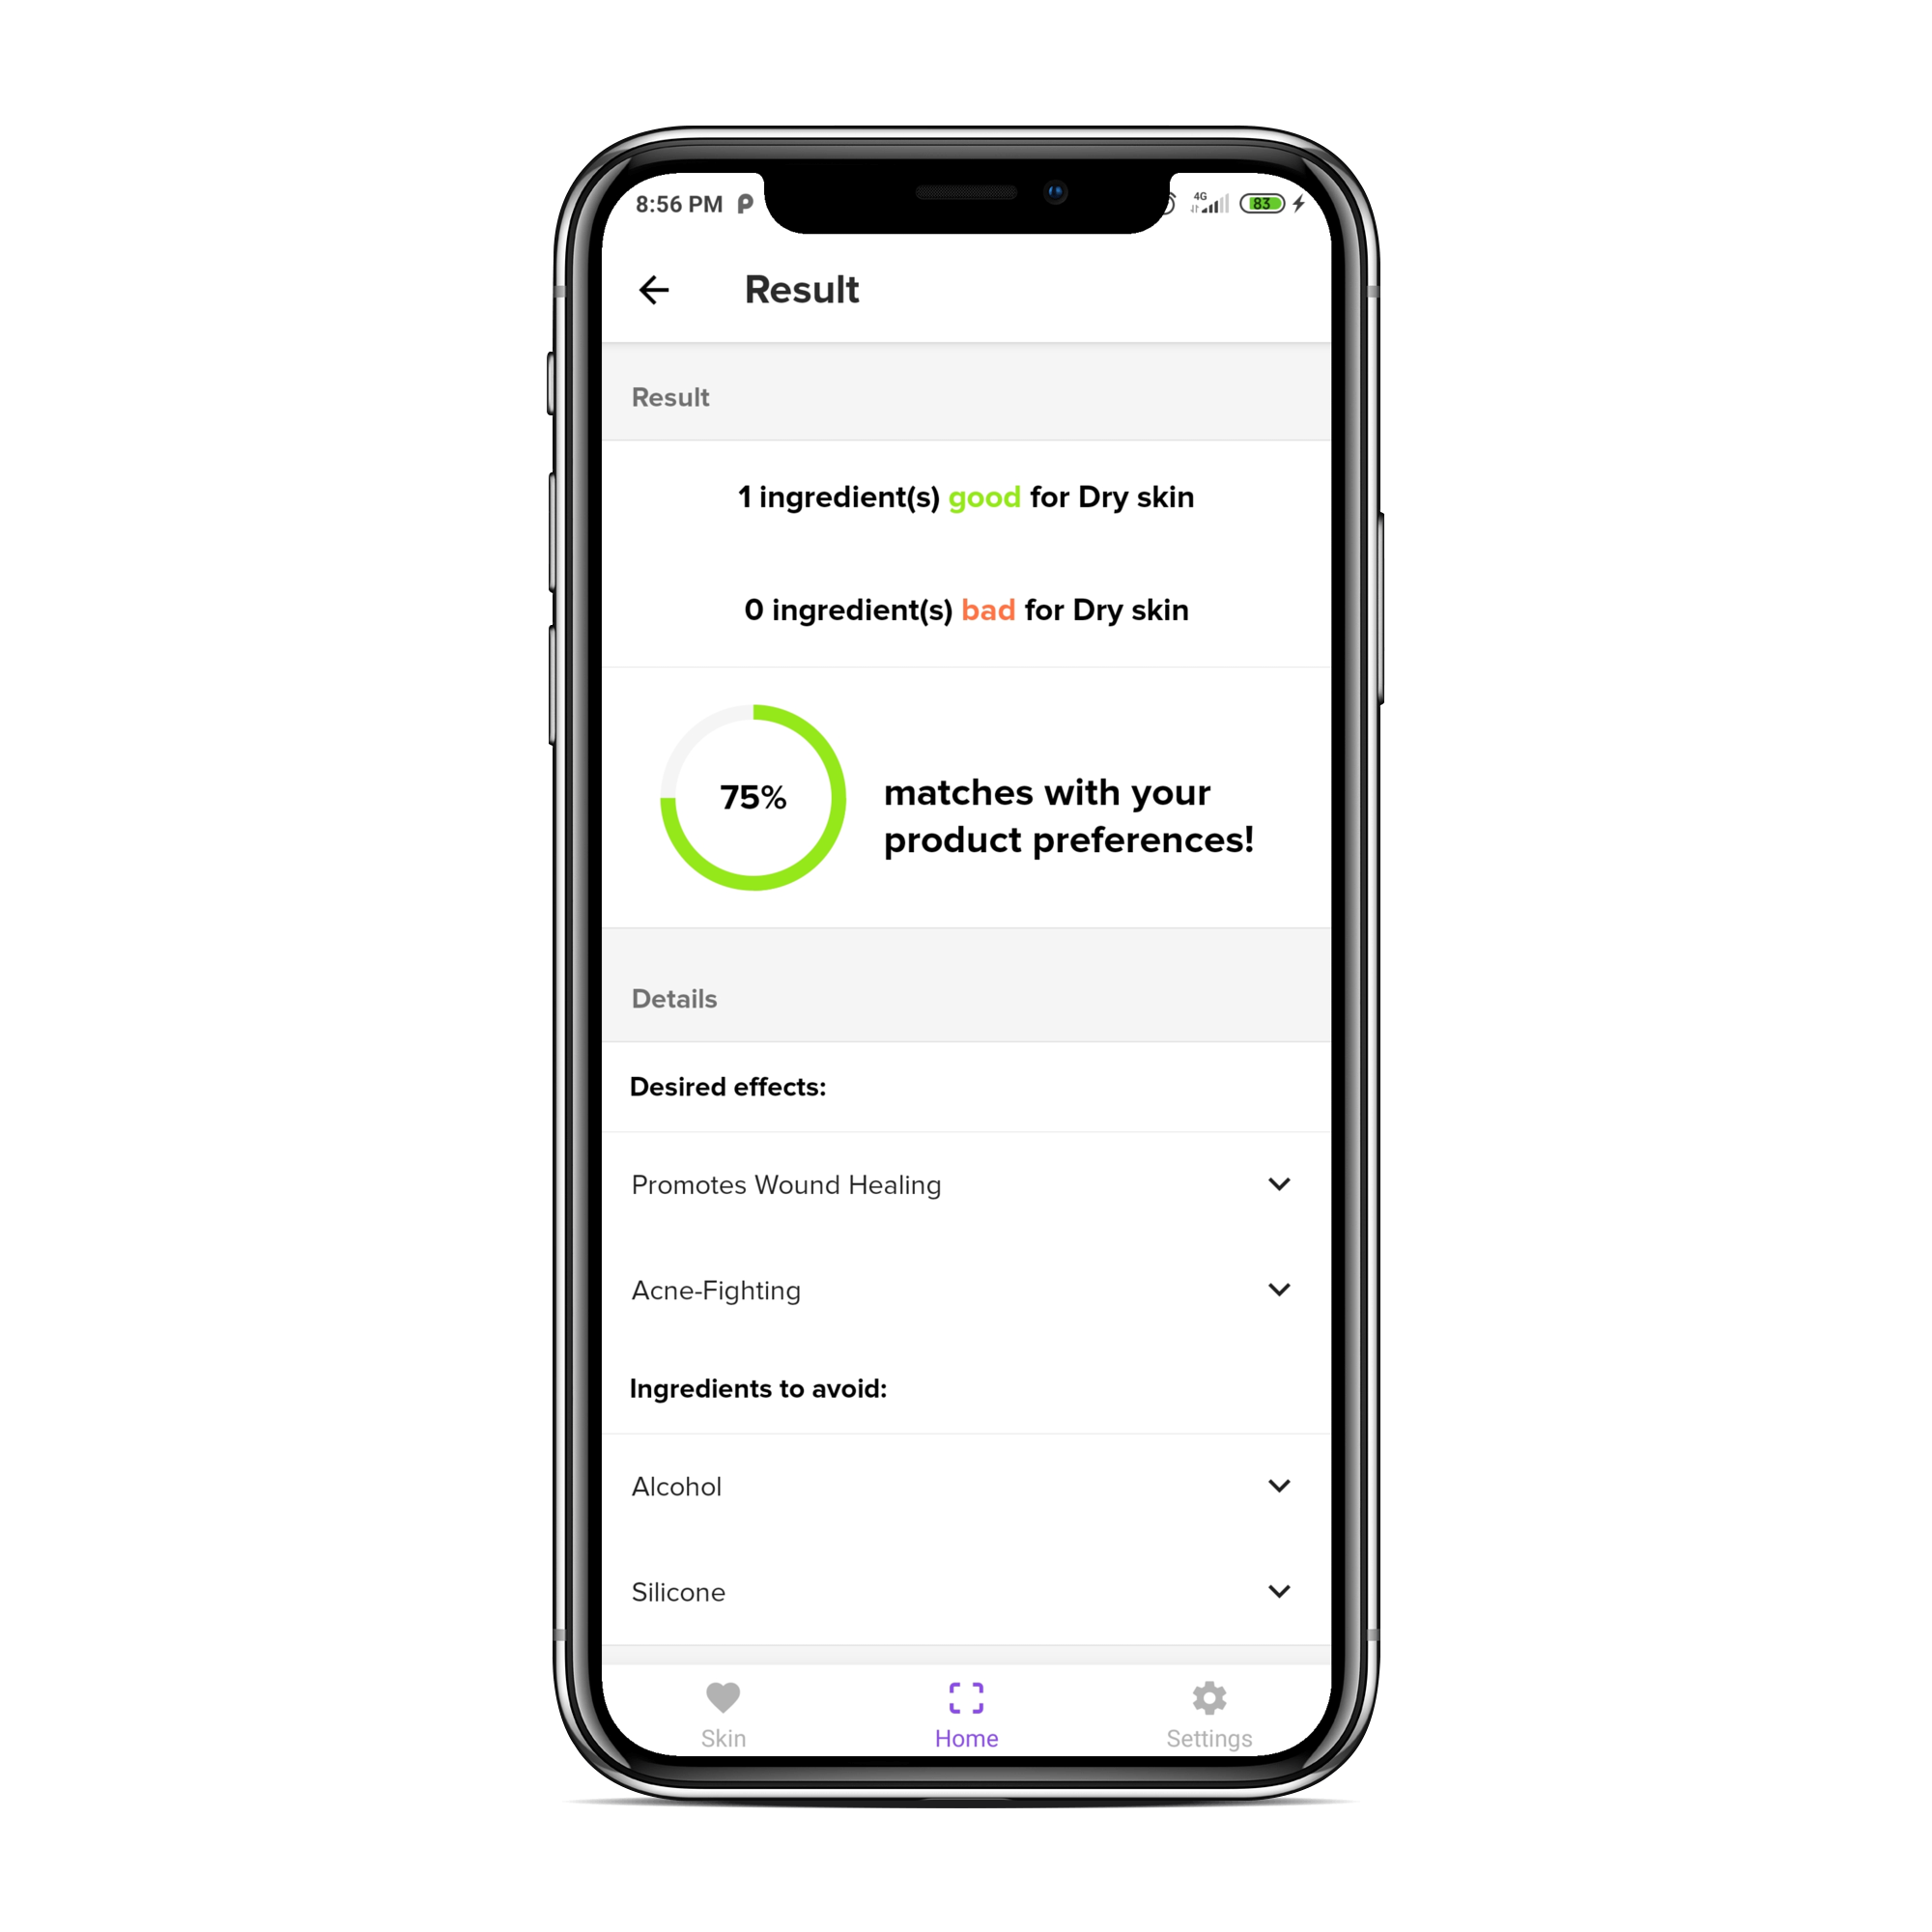 8:56 PM
4G
83
Result
Result
1 ingredient(s) good for Dry skin
0 ingredient(s) bad for Dry skin
75%
matches with your
product preferences!
Details
Desired effects:
Promotes Wound Healing
Acne-Fighting
Ingredients to avoid:
Alcohol
Silicone
Skin
Home
Settings